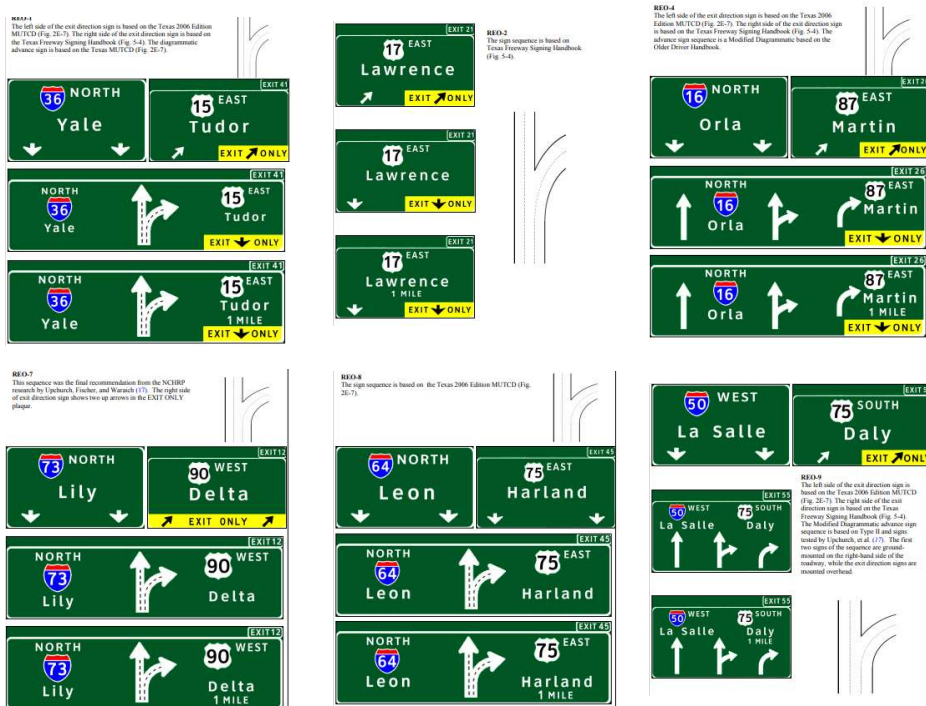 REO-1
The left side of the exit direction sign is based on the Texas 2006 Edition
MUTCD (Fig. 2E-7). The right side of the exit direction sign is based on
the Texas Freeway Signing Handbook (Fig. 5-4). The diagrammatic
advance sign is based on the Texas MUTCD (Fig. 2E-7).
36 NORTH
Yale
EXIT 41
15 EAST
Tudor
EXIT ONLY
EXIT 41
NORTH
36
Yale
15 EAST
Tudor
EXIT ONLY
EXIT 41
NORTH
36
Yale
15 EAST
Tudor
1 MILE
EXIT ONLY
EXIT 21
17 EAST
Lawrence
EXIT ONLY
EXIT 21
17 EAST
Lawrence
EXIT ONLY
EXIT 21
17 EAST
Lawrence
1 MILE
EXIT ONLY
REO-2
The sign sequence is based on
Texas Freeway Signing Handbook
(Fig. 5-4).
REO-4
The left side of the exit direction sign is based on the Texas 2006 Edition
MUTCD (Fig. 2E-7). The right side of the exit direction sign
is based on Texas Freeway Signing Handbook (Fig. 5-4). The
advance sign sequence is a Modified Diagrammatic based on the
Older Driver Handbook.
16 NORTH
Orla
EXIT 26
87 EAST
Martin
EXIT ONLY
EXIT 26
NORTH
16
Orla
87 EAST
Martin
EXIT ONLY
EXIT 26
NORTH
16
Orla
87 EAST
Martin
1 MILE
EXIT ONLY
REO-7
This sequence was the final recommendation from the NCHRP
research by Upchurch, Fischer, and Waraich (17). The right side
of exit direction sign shows two up arrows in the EXIT ONLY
plaque.
73 NORTH
Lily
EXIT12
90 WEST
Delta
EXIT ONLY
EXIT12
NORTH
73
Lily
90 WEST
Delta
EXIT12
NORTH
73
Lily
90 WEST
Delta
1 MILE
REO-8
The sign sequence is based on the Texas 2006 Edition MUTCD (Fig.
2E-7).
64 NORTH
Leon
EXIT 45
75 EAST
Harland
EXIT 45
NORTH
64
Leon
75 EAST
Harland
EXIT 45
NORTH
64
Leon
75 EAST
Harland
1 MILE
50 WEST
La Salle
EXIT 5
75 SOUTH
Daly
EXIT ONLY
EXIT 55
50 WEST
La Salle
75 SOUTH
Daly
EXIT 55
50 WEST
La Salle
75 SOUTH
Daly
1 MILE
REO-9
The left side of the exit direction sign is
based on the Texas 2006 Edition MUTCD
(Fig. 2E-7). The right side of the exit
direction sign is based on the Texas
Freeway Signing Handbook (Fig. 5-4).
The Modified Diagrammatic advance sign
sequence is based on Type II and signs
tested by Upchurch, et al. (17). The first
two signs of the sequence are ground-
mounted on the right-hand side of the
roadway, while the exit direction signs are
mounted overhead.